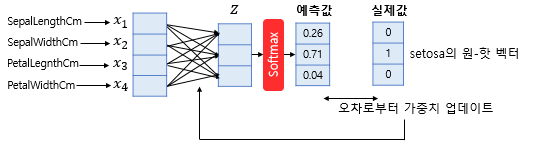 Z
예측값
실제값
SepalLengthCm x₁
SepalWidthCm x₂
PetalLegnthCm x₃
PetalWidthCm x₄
Softmax
0.26
0.71
0.04
0
1
0
setosa의 원-핫 벡터
오차로부터 가중치 업데이트